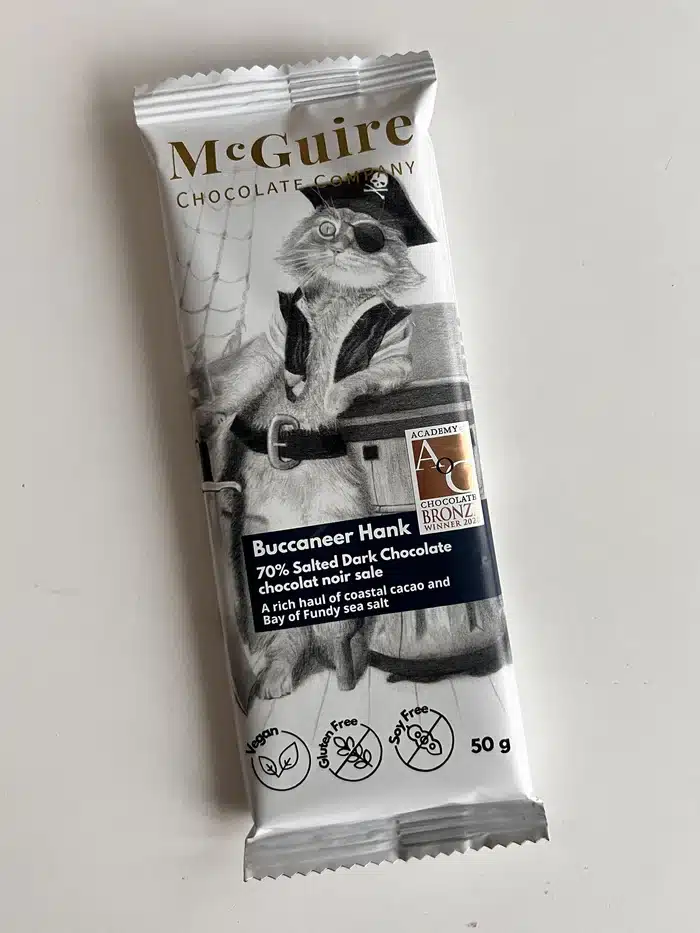 McGuire
CHOCOLATE COMPANY
ACADEMY
AOC
CHOCOLATE
BRONZ
WINNER 202
Buccaneer Hank
70% Salted Dark Chocolate
chocolat noir sale
A rich haul of coastal cacao and
Bay of Fundy sea salt
Vegan
Gluten Free
Soy Free
50 g